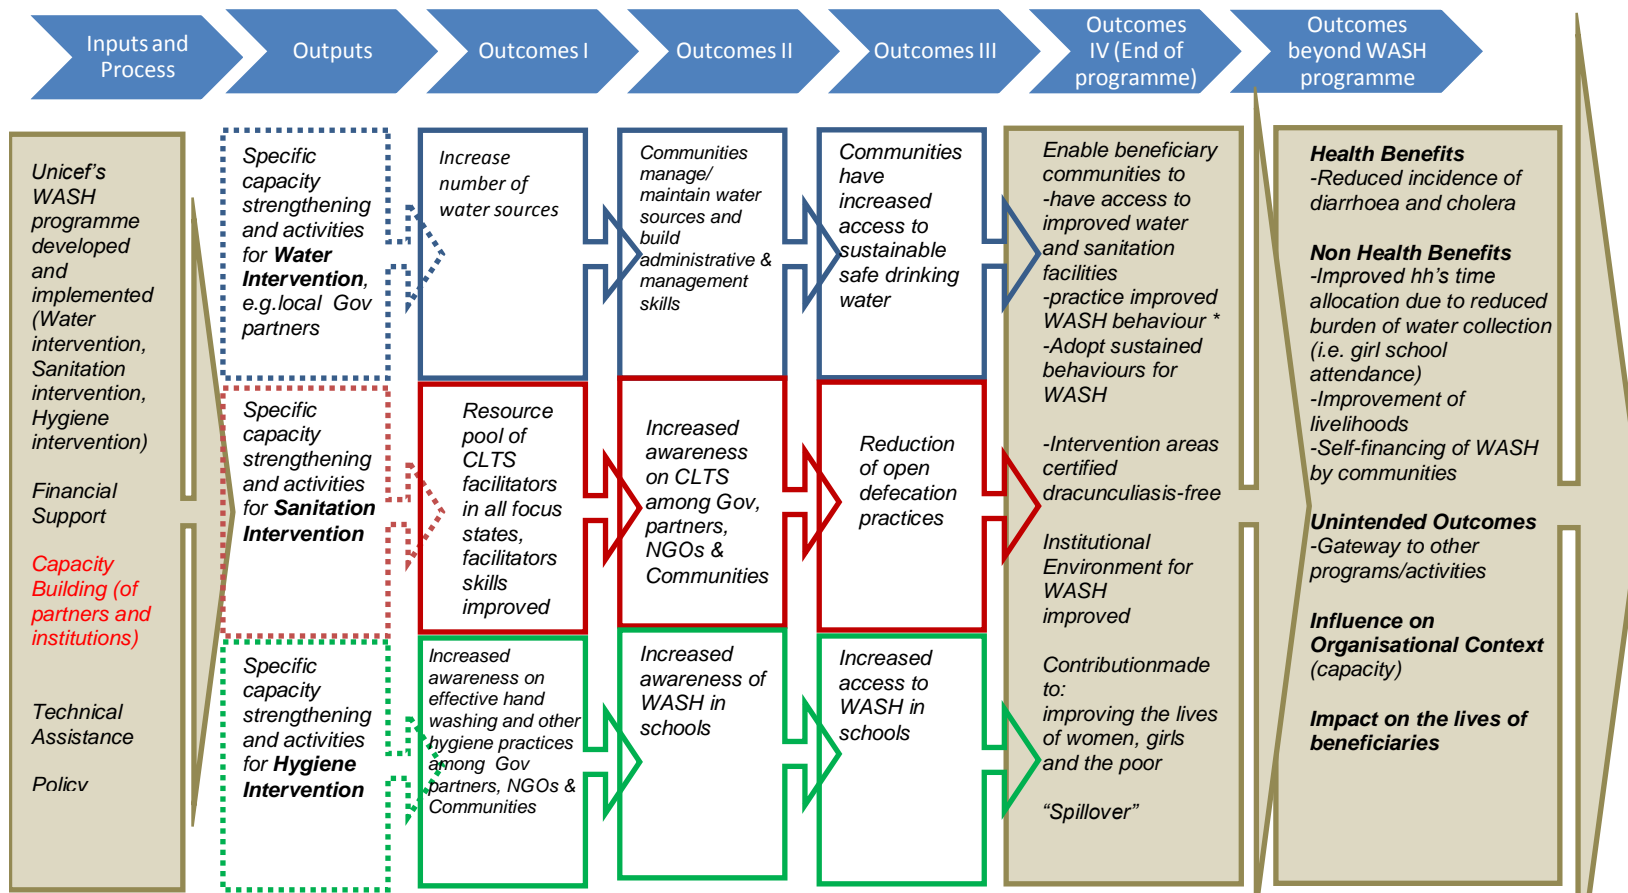 Inputs and
Process
Outputs
Outcomes I
Outcomes II
Outcomes III
Outcomes
IV (End of
programme)
Outcomes
beyond WASH
programme
Unicef's
WASH
programme
developed
and
implemented
(Water
intervention,
Sanitation
intervention,
Hygiene
intervention)
Financial
Support
Capacity
Building (of
partners and
institutions)
Technical
Assistance
Policy
Specific
capacity
strengthening
and activities
for Water
Intervention,
e.g.local Gov
partners
Increase
number of
water sources
Communities
manage/
maintain water
sources and
build
administrative &
management
skills
Communities
have
increased
access to
sustainable
safe drinking
water
Specific
capacity
strengthening
and activities
for Sanitation
Intervention
Resource
pool of
CLTS
facilitators
in all focus
states,
facilitators
skills
improved
Increased
awareness
on CLTS
among Gov,
partners,
NGOs &
Communities
Reduction
of open
defecation
practices
Specific
capacity
strengthening
and activities
for Hygiene
Intervention
Increased
awareness on
effective hand
washing and other
hygiene practices
among Gov
partners, NGOs &
Communities
Increased
awareness of
WASH in
schools
Increased
access to
WASH in
schools
Enable beneficiary
communities to
-have access to
improved water
and sanitation
facilities
-practice improved
WASH behaviour *
-Adopt sustained
behaviours for
WASH
-Intervention areas
certified
dracunculiasis-free
Institutional
Environment for
WASH
improved
Contributionmade
to:
improving the lives
of women, girls
and the poor
“Spillover”
Health Benefits
-Reduced incidence of
diarrhoea and cholera
Non Health Benefits
-Improved hh's time
allocation due to reduced
burden of water collection
(i.e. girl school
attendance)
-Improvement of
livelihoods
-Self-financing of WASH
by communities
Unintended Outcomes
-Gateway to other
programs/activities
Influence on
Organisational Context
(capacity)
Impact on the lives of
beneficiaries